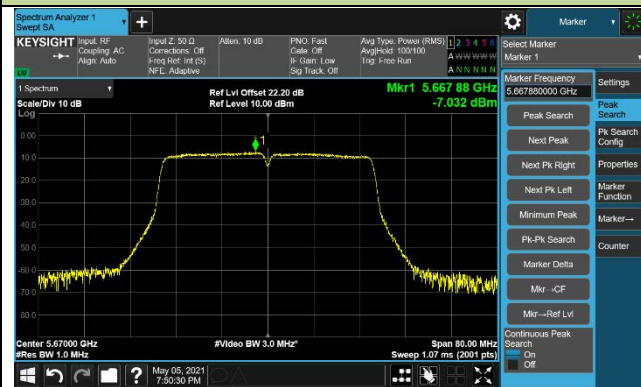 Spectrum Analyzer 1
Swept SA
+
Marker
KEYSIGHT
Input: RF
Coupling: AC
Align: Auto
Input Z: 50 Ω
Corrections: Off
Freq Ref: Int (S)
NFE: Adaptive
Atten: 10 dB
PNO: Fast
Gate: Off
IF Gain: Low
Sig Track: Off
Avg Type: Power (RMS)
Avg|Hold: 100/100
Trig: Free Run
1 2 3 4 5 6
A W W W W W
A N N N N N
Select Marker
Marker 1
1 Spectrum
Scale/Div 10 dB
Log
Ref Lvl Offset 22.20 dB
Ref Level 10.00 dBm
Mkr1 5.667 88 GHz
-7.032 dBm
1
0.00
-10.0
-20.0
-30.0
-40.0
-50.0
-60.0
-70.0
-80.0
Center 5.67000 GHz
#Res BW 1.0 MHz
#Video BW 3.0 MHz*
Span 80.00 MHz
Sweep 1.07 ms (2001 pts)
Marker Frequency
5.667880000 GHz
Peak Search
Next Peak
Next Pk Right
Next Pk Left
Minimum Peak
Pk-Pk Search
Marker Delta
Mkr→CF
Mkr→Ref Lvl
Continuous Peak
Search
On
Off
Settings
Peak
Search
Pk Search
Config
Properties
Marker
Function
Marker→
Counter
?
May 05, 2021
7:50:30 PM